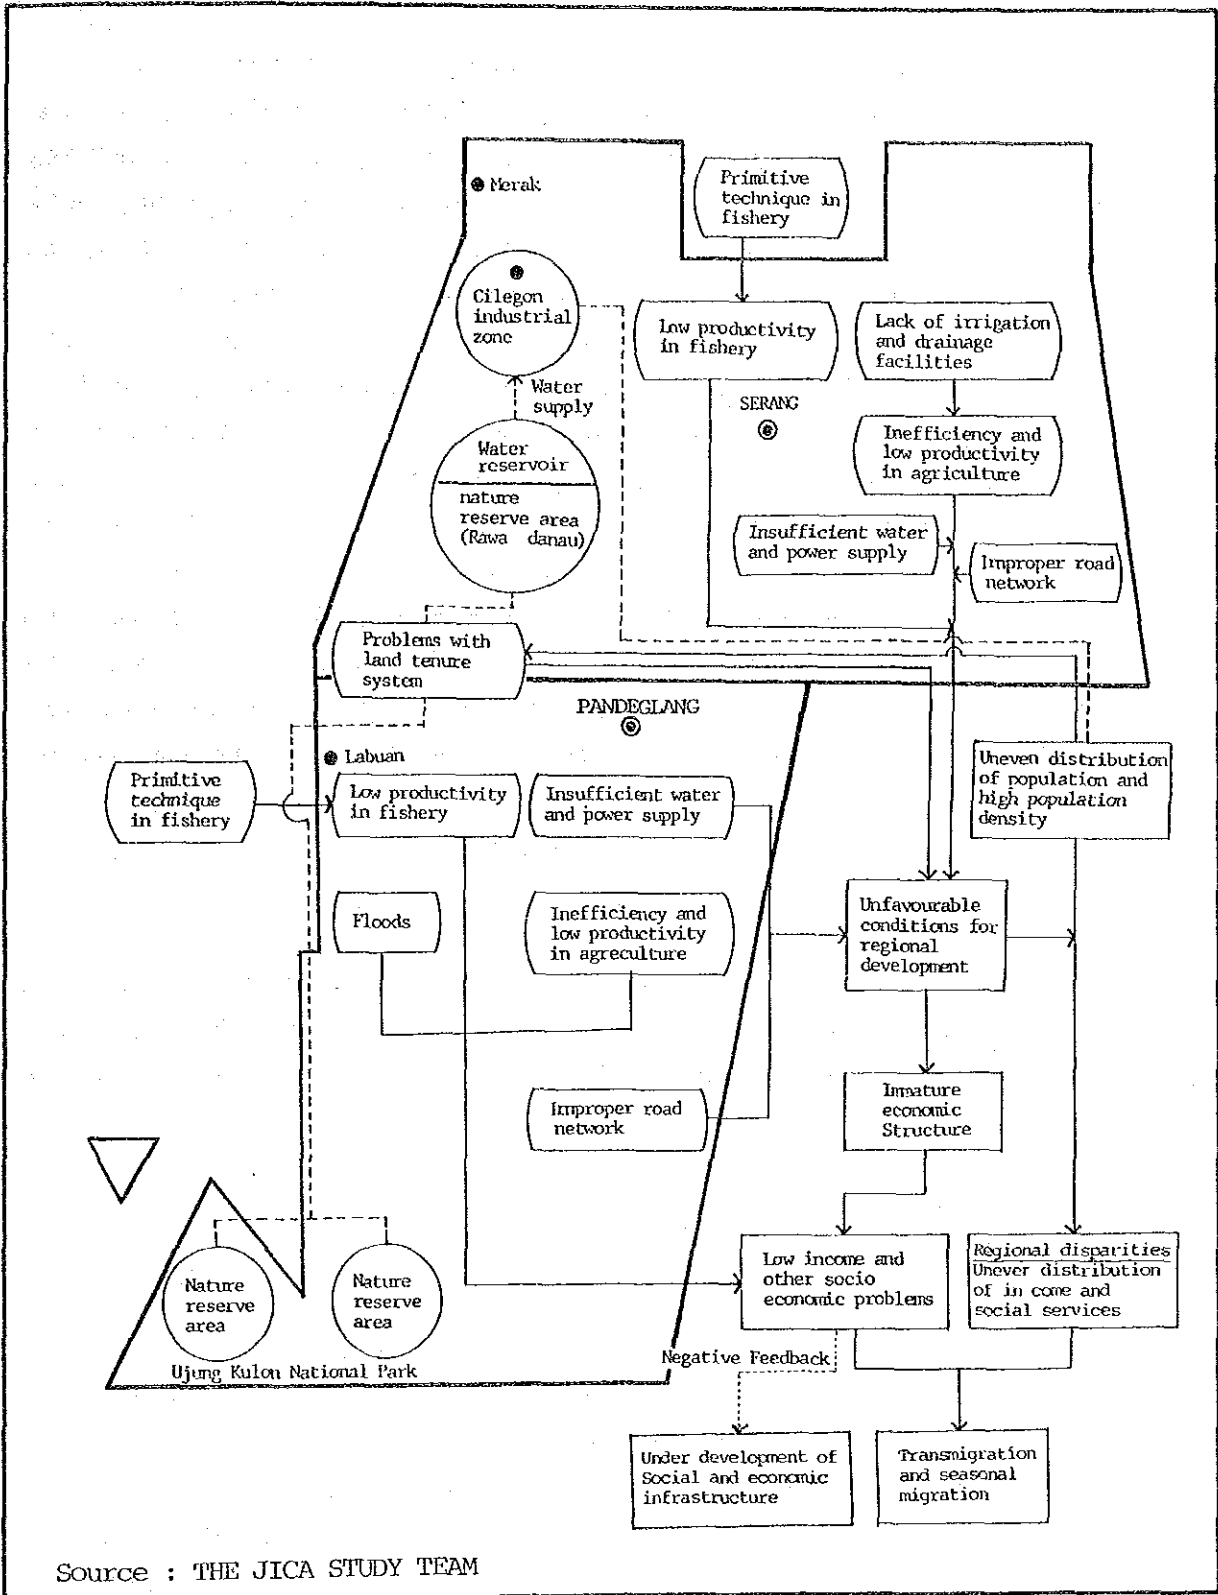 Merak
Primitive
technique in
fishery
Cilegon
industrial
zone
Low productivity
in fishery
Lack of irrigation
and drainage
facilities
Water
supply
SERANG
Inefficiency and
low productivity
in agriculture
Water
reservoir
nature
reserve area
(Rawa danau)
Insufficient water
and power supply
Improper road
network
Problems with
land tenure
system
PANDEGLANG
Labuan
Primitive
technique
in fishery
Low productivity
in fishery
Insufficient water
and power supply
Uneven distribution
of population and
high population
density
Floods
Inefficiency and
low productivity
in agreculture
Unfavourable
conditions for
regional
development
Improper road
network
Immature
economic
Structure
Nature
reserve
area
Nature
reserve
area
Ujung Kulon National Park
Low income and
other socio
economic problems
Regional disparities
Unever distribution
of in come and
social services
Negative Feedback
Under development of
Social and economic
infrastructure
Transmigration
and seasonal
migration
Source : THE JICA STUDY TEAM